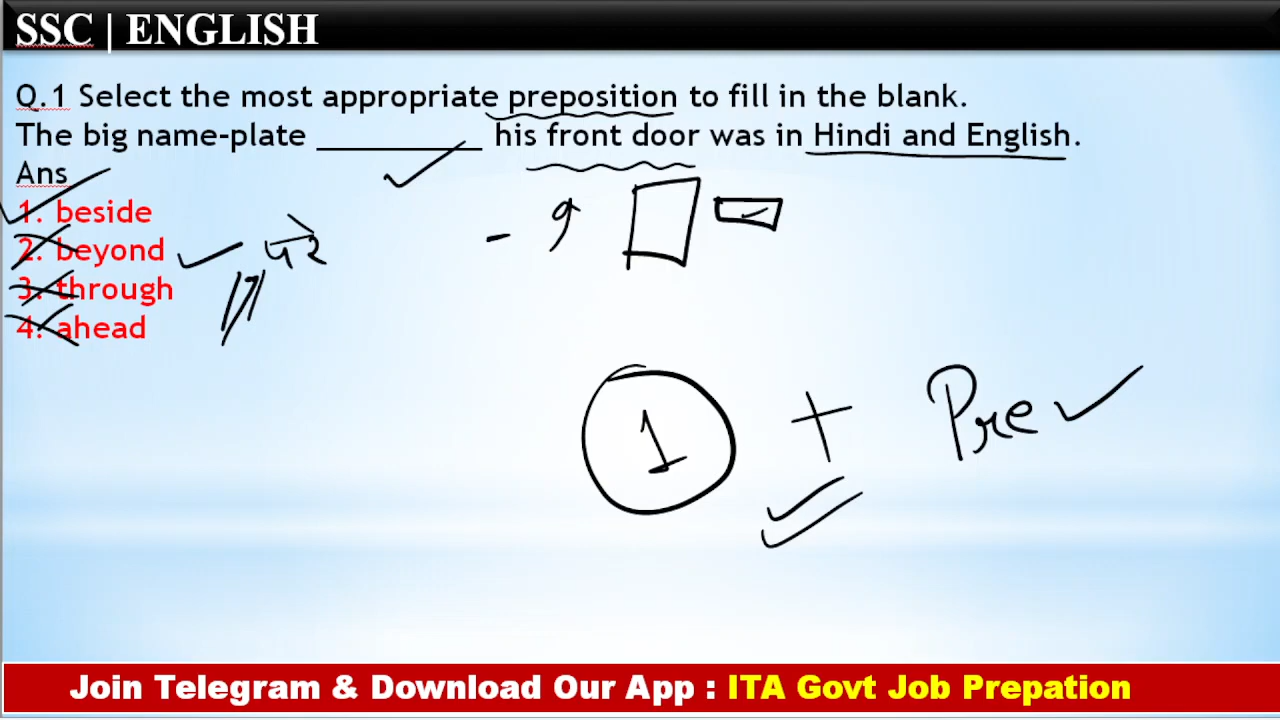 SSC | ENGLISH
Q.1 Select the most appropriate preposition to fill in the blank.
The big name-plate __________ his front door was in Hindi and English.
Ans
1. beside
2. beyond
3. through
4. ahead
1 + Pre
Join Telegram & Download Our App : ITA Govt Job Prepation